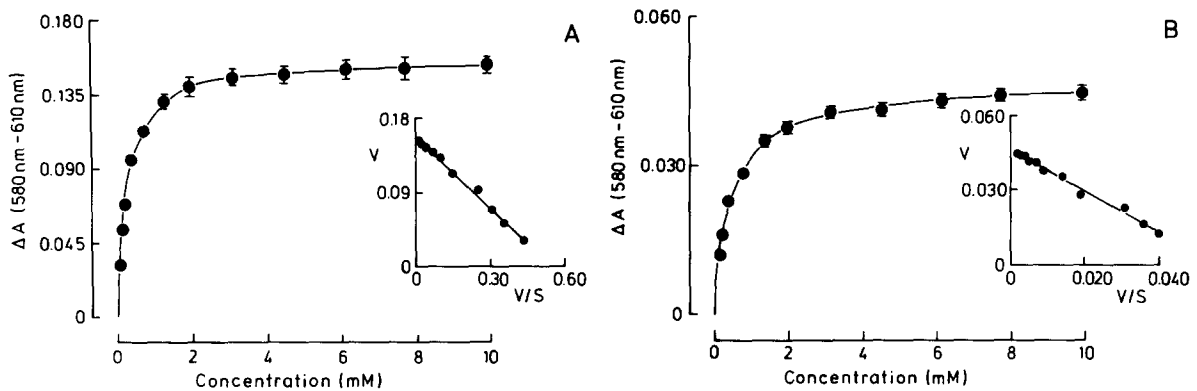 A
0.180
0.135
0.090
0.045
0
ΔA (580nm-610nm)
0 2 4 6 8 10
Concentration (mM)
0.18
V
0.09
0
0 0.30 0.60
V/S
B
0.060
0.030
0
ΔA (580nm-610nm)
0 2 4 6 8 10
Concentration (mM)
0.060
V
0.030
0
0 0.020 0.040
V/S